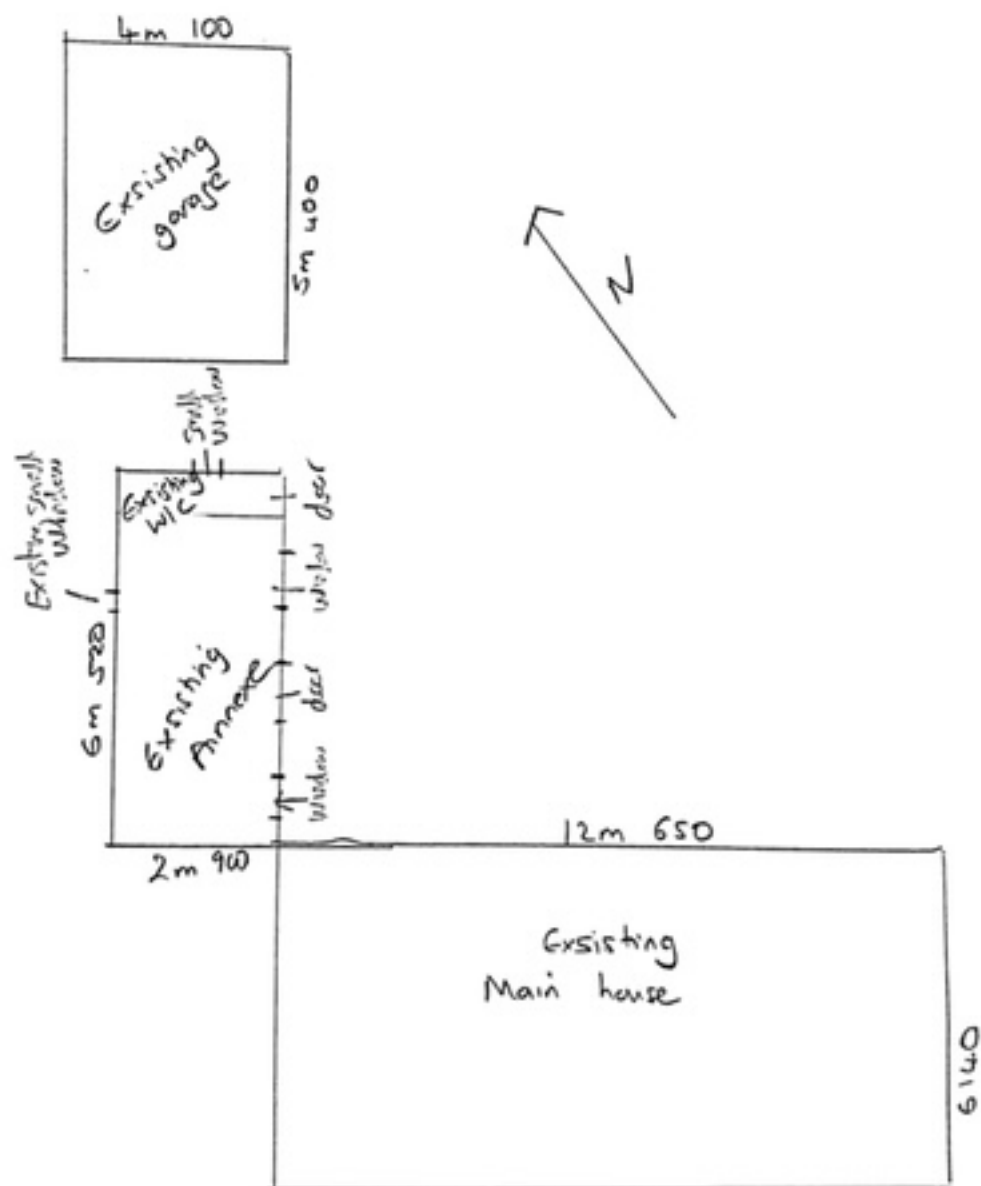 4m 100
Exsisting
garage
5m 400
N
Small
Window
Existing small
Window
Exsisting
W/C
door
window
6m 520
Exsisting
Annexe
door
window
2m 900
12m 650
Exsisting
Main house
6140